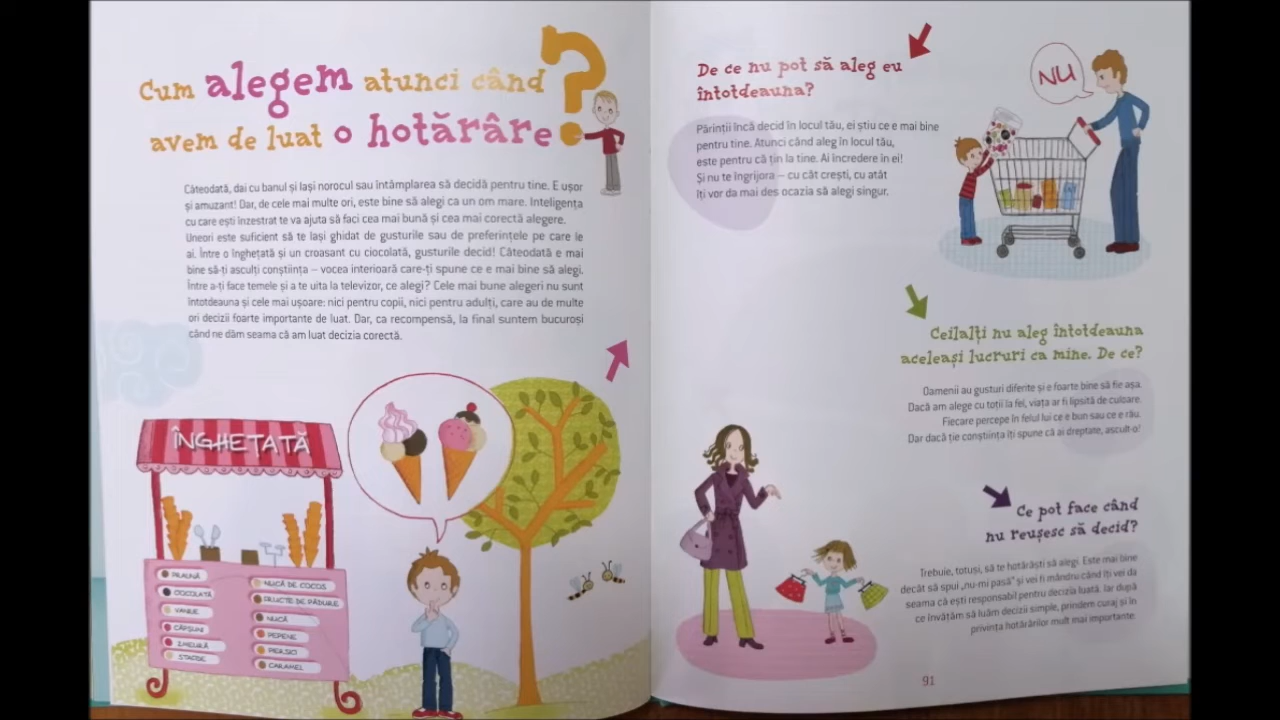 Cum alegem atunci când
avem de luat o hotărâre?
Câteodată, dai cu banul și lași norocul sau întâmplarea să decidă pentru tine. E ușor
și amuzant! Dar, de cele mai multe ori, este bine să alegi ca un om mare. Inteligența
cu care ești înzestrat te va ajuta să faci cea mai bună și cea mai corectă alegere.
Uneori este suficient să te lași ghidat de gusturile sau de preferințele pe care le
ai. Între o înghețată și un croasant cu ciocolată, gusturile decid! Câteodată e mai
bine să-ți asculți conștiința – vocea interioară care-ți spune ce e mai bine să alegi.
Între a-ți face temele și a te uita la televizor, ce alegi? Cele mai bune alegeri nu sunt
întotdeauna și cele mai ușoare: nici pentru copii, nici pentru adulți, care au de multe
ori decizii foarte importante de luat. Dar, ca recompensă, la final suntem bucuroși
când ne dăm seama că am luat decizia corectă.
ÎNGHEȚATĂ
PRALINĂ
CIOCOLATĂ
VANILIE
CĂPȘUNI
ZMEURĂ
STAFIDE
NUCĂ DE COCOS
FRUCTE DE PĂDURE
NUCĂ
PEPENE
PIERSICI
CARAMEL
De ce nu pot să aleg eu
întotdeauna?
Părinții încă decid în locul tău, ei știu ce e mai bine
pentru tine. Atunci când aleg în locul tău,
este pentru că țin la tine. Ai încredere în ei!
Și nu te îngrijora – cu cât crești, cu atât
îți vor da mai des ocazia să alegi singur.
NU
Ceilalți nu aleg întotdeauna
aceleași lucruri ca mine. De ce?
Oamenii au gusturi difente și e foarte bine să fie așa.
Dacă am alege cu toții la fel, viața ar fi lipsită de culoare.
Fiecare percepe în felul lui ce e bun sau ce e rău.
Dar dacă ție conștiința îți spune că ai dreptate, ascult-o!
Ce pot face când
nu reușesc să decid?
Trebuie, totuși, să te hotărăști să alegi. Este mai bine
decât să spui „nu-mi pasă” și vei fi mândru când îți vei da
seama că ești responsabil pentru decizia luată. Iar după
ce învățăm să luăm decizii simple, prindem curaj și în
privința hotărârilor mult mai importante.
91